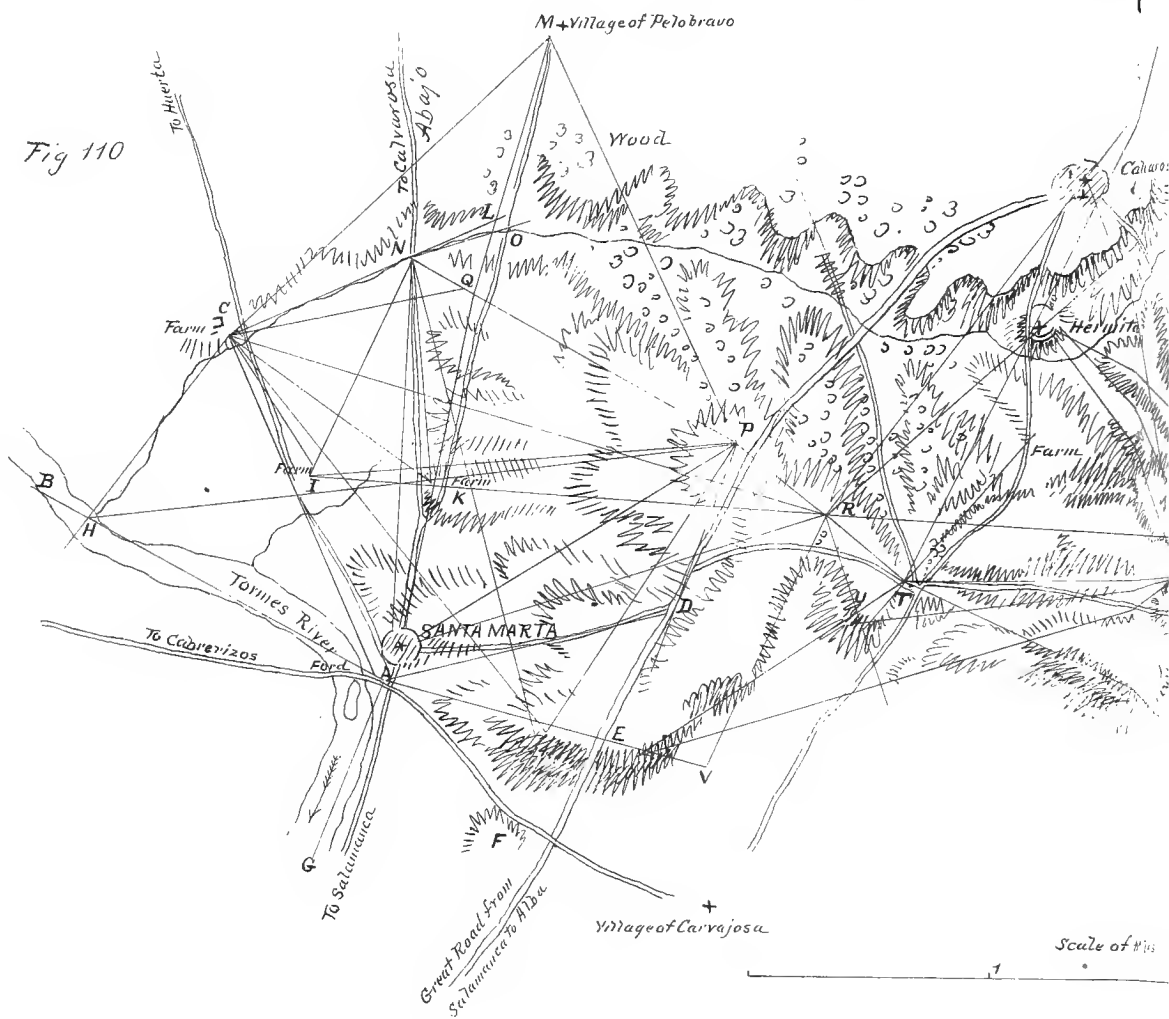 M+Village of Pelobravo
To Huerta
To Calvarosa
Abajo
Fig 110
Wood
L
O
N
Q
C
Farm
Hermite
P
Farm
Farm
I
Farm
K
B
H
R
Tormes River
D
U
T
SANTA MARTA
To Cabrerizos
Ford
A
E
V
F
G
To Salamanca
Village of Carvajosa
Great Road from
Salamanca to Alba
Scale of
1